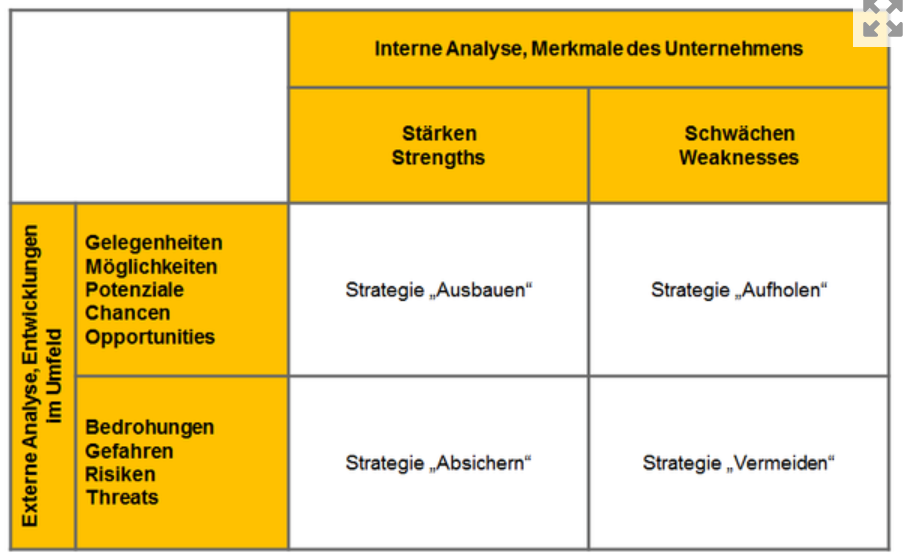 Interne Analyse, Merkmale des Unternehmens
Stärken
Strengths
Schwächen
Weaknesses
Externe Analyse, Entwicklungen
im Umfeld
Gelegenheiten
Möglichkeiten
Potenziale
Chancen
Opportunities
Strategie „Ausbauen“
Strategie „Aufholen“
Bedrohungen
Gefahren
Risiken
Threats
Strategie „Absichern“
Strategie „Vermeiden“